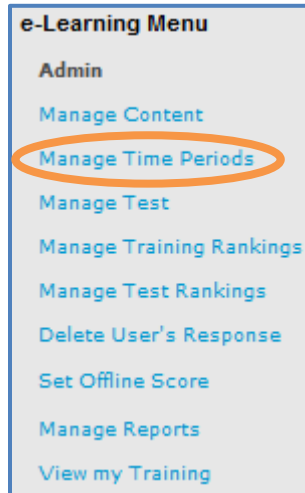 e-Learning Menu
Admin
Manage Content
Manage Time Periods
Manage Test
Manage Training Rankings
Manage Test Rankings
Delete User's Response
Set Offline Score
Manage Reports
View my Training